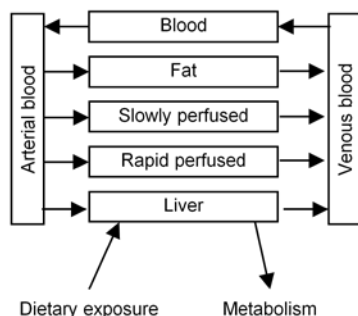 Blood
Fat
Slowly perfused
Rapid perfused
Liver
Arterial blood
Venous blood
Dietary exposure
Metabolism